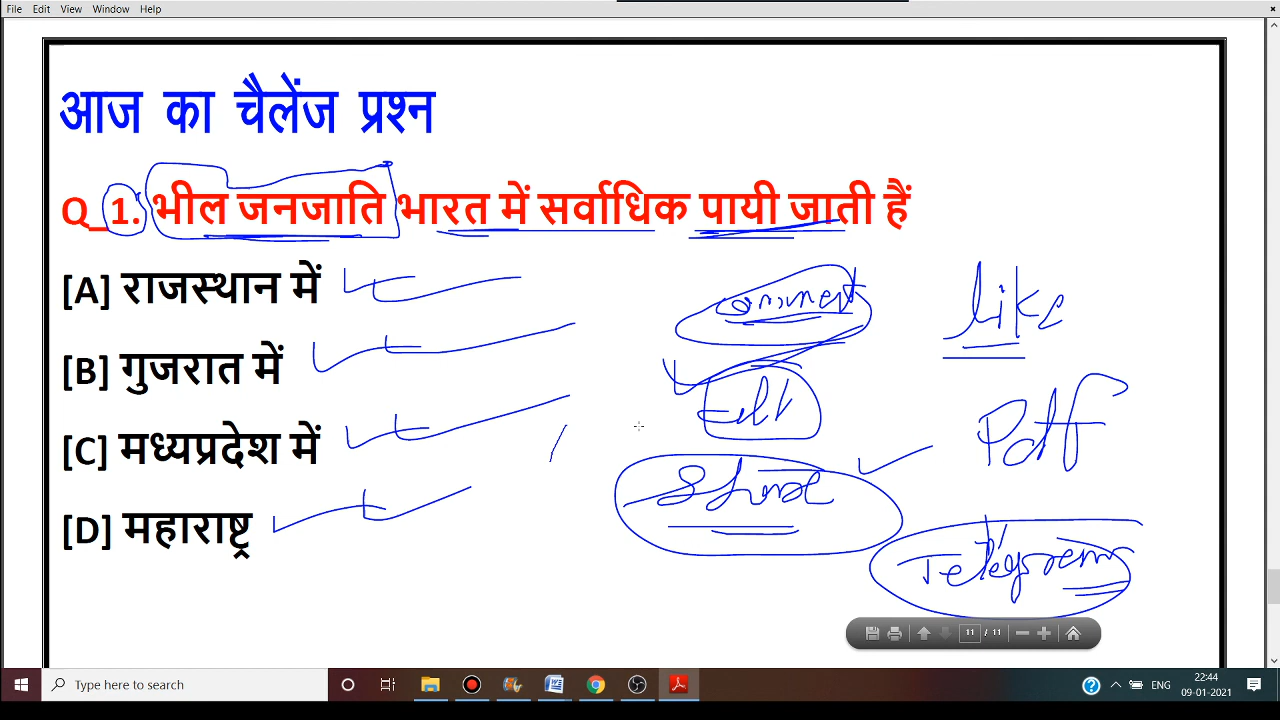 File Edit View Window Help
आज का चैलेंज प्रश्न
Q_1. भील जनजाति भारत में सर्वाधिक पायी जाती हैं
[A] राजस्थान में
[B] गुजरात में
[C] मध्यप्रदेश में
[D] महाराष्ट्र
Comment
like
Pdf
Share
Telegram
11 / 11
Type here to search
ENG
22:44
09-01-2021